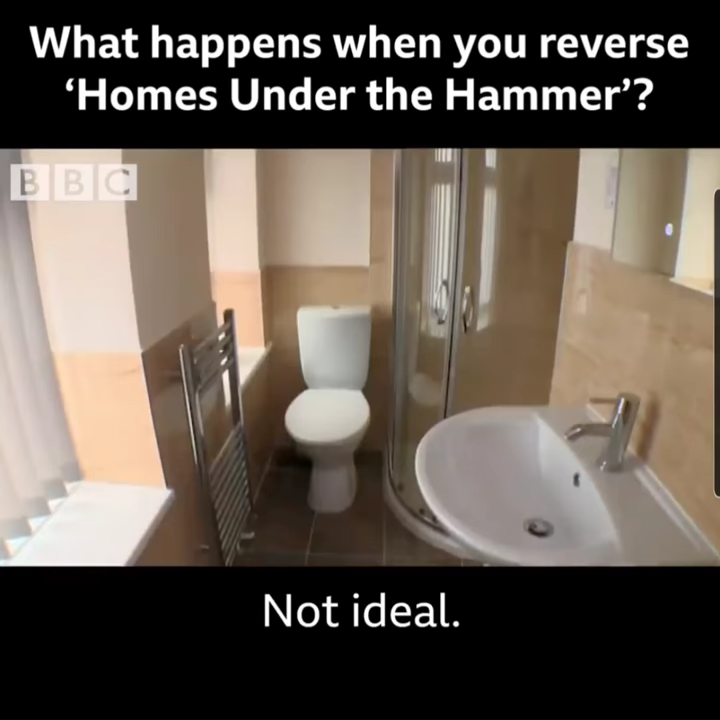 What happens when you reverse
‘Homes Under the Hammer’?
BBC
Not ideal.